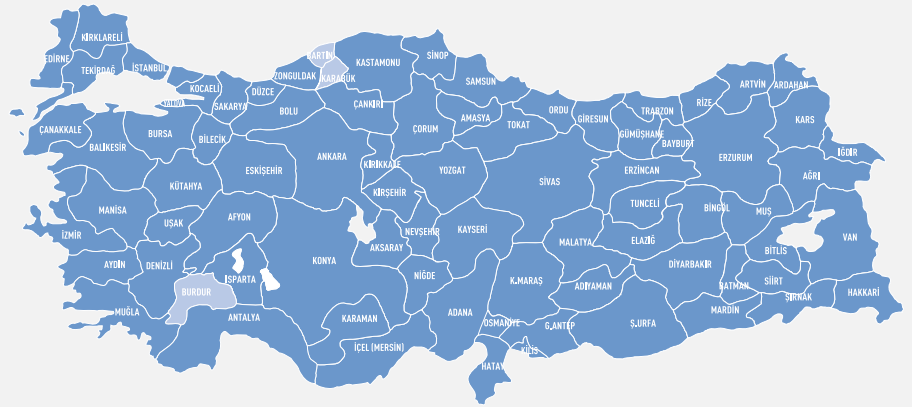 KIRKLARELİ
EDİRNE
TEKİRDAĞ
İSTANBUL
KOCAELİ
YALOVA
SAKARYA
DÜZCE
ZONGULDAK
BARTIN
KARABÜK
KASTAMONU
SİNOP
SAMSUN
ORDU
GİRESUN
TRABZON
RİZE
ARTVİN
ARDAHAN
KARS
IĞDIR
AĞRI
ÇANAKKALE
BALIKESİR
BURSA
BİLECİK
BOLU
ÇANKIRI
ÇORUM
AMASYA
TOKAT
GÜMÜŞHANE
BAYBURT
ERZURUM
ERZİNCAN
ESKİŞEHİR
ANKARA
KIRIKKALE
YOZGAT
SİVAS
KÜTAHYA
MANİSA
UŞAK
AFYON
KIRŞEHİR
NEVŞEHİR
KAYSERİ
TUNCELİ
BİNGÖL
MUŞ
VAN
İZMİR
AYDIN
DENİZLİ
ISPARTA
BURDUR
KONYA
AKSARAY
NİĞDE
MALATYA
ELAZIĞ
DİYARBAKIR
BİTLİS
SİİRT
BATMAN
ŞIRNAK
HAKKARİ
MARDİN
MUĞLA
ANTALYA
KARAMAN
İÇEL (MERSİN)
ADANA
K.MARAŞ
ADIYAMAN
OSMANİYE
G.ANTEP
KİLİS
Ş.URFA
HATAY